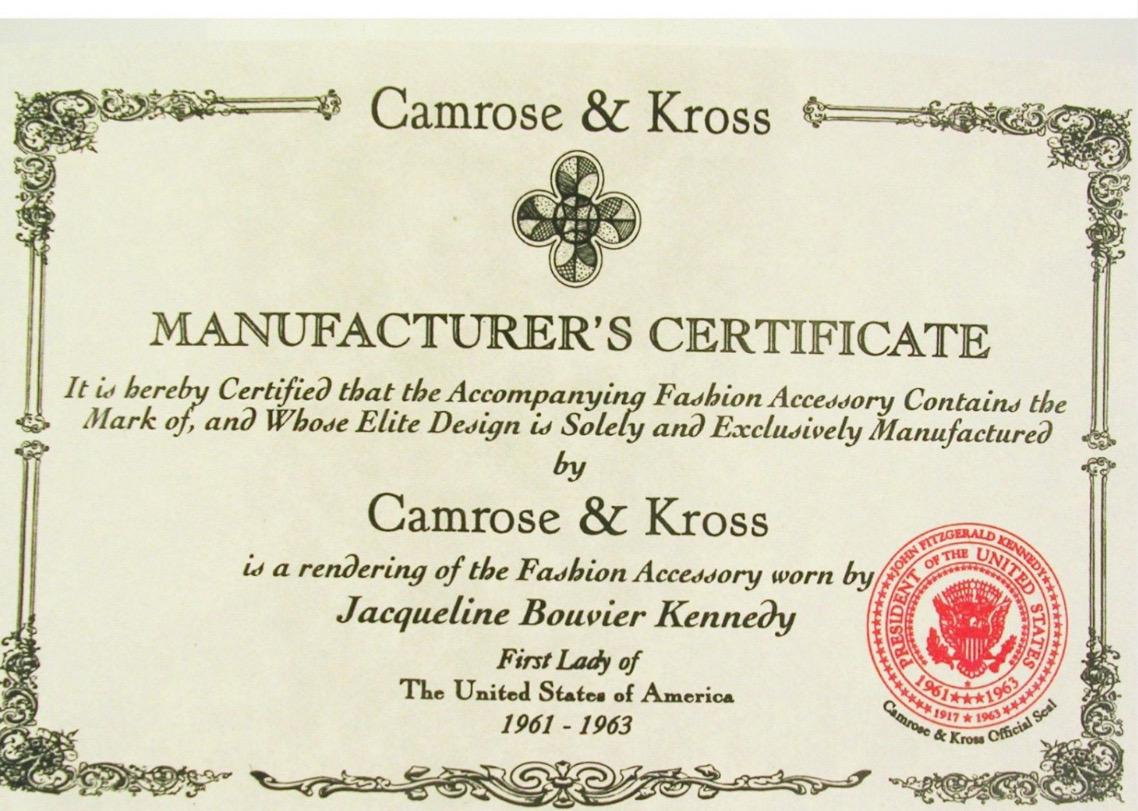 Camrose & Kross
MANUFACTURER'S CERTIFICATE
It is hereby Certified that the Accompanying Fashion Accessory Contains the
Mark of, and Whose Elite Design is Solely and Exclusively Manufactured
by
Camrose & Kross
is a rendering of the Fashion Accessory worn by
Jacqueline Bouvier Kennedy
First Lady of
The United States of America
1961 - 1963
JOHN FITZGERALD KENNEDY
PRESIDENT OF THE UNITED STATES
1961 ★★★ 1963
1917 ★ 1963
Camrose & Kross Official Seal